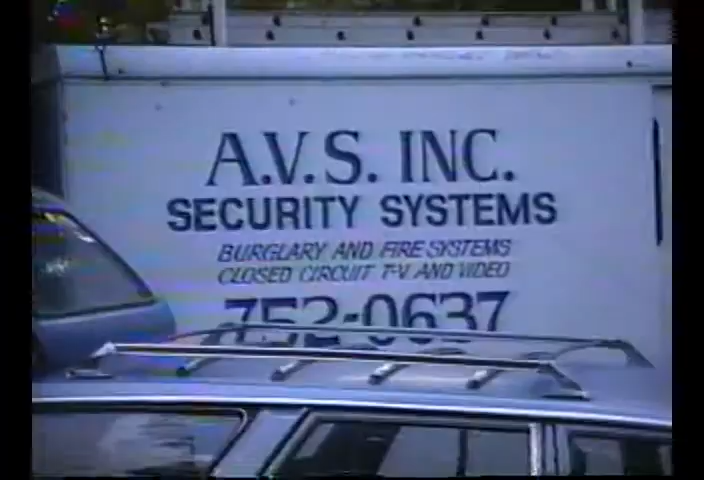 A.V.S. INC.
SECURITY SYSTEMS
BURGLARY AND FIRE SYSTEMS
CLOSED CIRCUIT T-V. AND VIDEO
752-0637